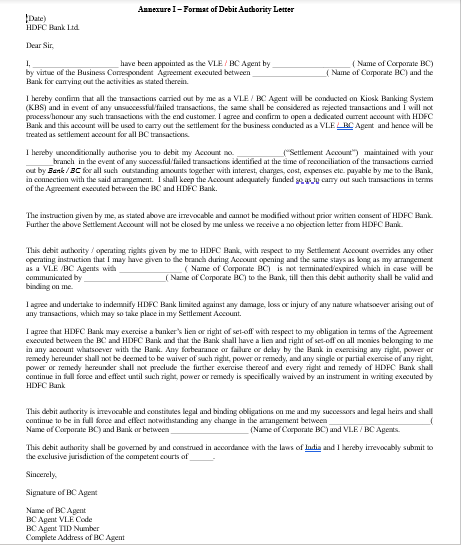 Annexure I – Format of Debit Authority Letter
(Date)
HDFC Bank Ltd.
Dear Sir,
I, ______________________ have been appointed as the VLE / BC Agent by _____________ ( Name of Corporate BC)
by virtue of the Business Correspondent Agreement executed between ___________________( Name of Corporate BC) and the
Bank for carrying out the activities as stated therein.
I hereby confirm that all the transactions carried out by me as a VLE / BC Agent will be conducted on Kiosk Banking System
(KBS) and in event of any unsuccessful/failed transactions, the same shall be considered as rejected transactions and I will not
process/honour any such transactions with the end customer. I agree and confirm to open a dedicated current account with HDFC
Bank and this account will be used to carry out the settlement for the business conducted as a VLE / BC Agent and hence will be
treated as settlement account for all BC transactions.
I hereby unconditionally authorise you to debit my Account no. ____________("Settlement Account") maintained with your
_______branch in the event of any successful/failed transactions identified at the time of reconciliation of the transactions carried
out by Bank / BC for all such outstanding amounts together with interest, charges, cost, expenses etc. payable by me to the Bank,
in connection with the said arrangement. I shall keep the Account adequately funded so as to carry out such transactions in terms
of the Agreement executed between the BC and HDFC Bank.
The instruction given by me, as stated above are irrevocable and cannot be modified without prior written consent of HDFC Bank.
Further the above Settlement Account will not be closed by me unless we receive a no objection letter from HDFC Bank.
This debit authority / operating rights given by me to HDFC Bank, with respect to my Settlement Account overrides any other
operating instruction that I may have given to the branch during Account opening and the same stays as long as my arrangement
as a VLE /BC Agents with ________________ ( Name of Corporate BC) is not terminated/expired which in case will be
communicated by _____________________( Name of Corporate BC) to the Bank, till then this debit authority shall be valid and
binding on me.
I agree and undertake to indemnify HDFC Bank limited against any damage, loss or injury of any nature whatsoever arising out of
any transactions, which may so take place in my Settlement Account.
I agree that HDFC Bank may exercise a banker's lien or right of set-off with respect to my obligation in terms of the Agreement
executed between the BC and HDFC Bank and that the Bank shall have a lien and right of set-off on all monies belonging to me
in any account whatsoever with the Bank. Any forbearance or failure or delay by the Bank in exercising any right, power or
remedy hereunder shall not be deemed to be waiver of such right, power or remedy, and any single or partial exercise of any right,
power or remedy hereunder shall not preclude the further exercise thereof and every right and remedy of HDFC Bank shall
continue in full force and effect until such right, power or remedy is specifically waived by an instrument in writing executed by
HDFC Bank
This debit authority is irrevocable and constitutes legal and binding obligations on me and my successors and legal heirs and shall
continue to be in full force and effect notwithstanding any change in the arrangement between ____________________(
Name of Corporate BC) and Bank or between ____________________ (Name of Corporate BC) and VLE / BC Agents.
This debit authority shall be governed by and construed in accordance with the laws of India and I hereby irrevocably submit to
the exclusive jurisdiction of the competent courts of ______.
Sincerely,
Signature of BC Agent
Name of BC Agent
BC Agent VLE Code
BC Agent TID Number
Complete Address of BC Agent